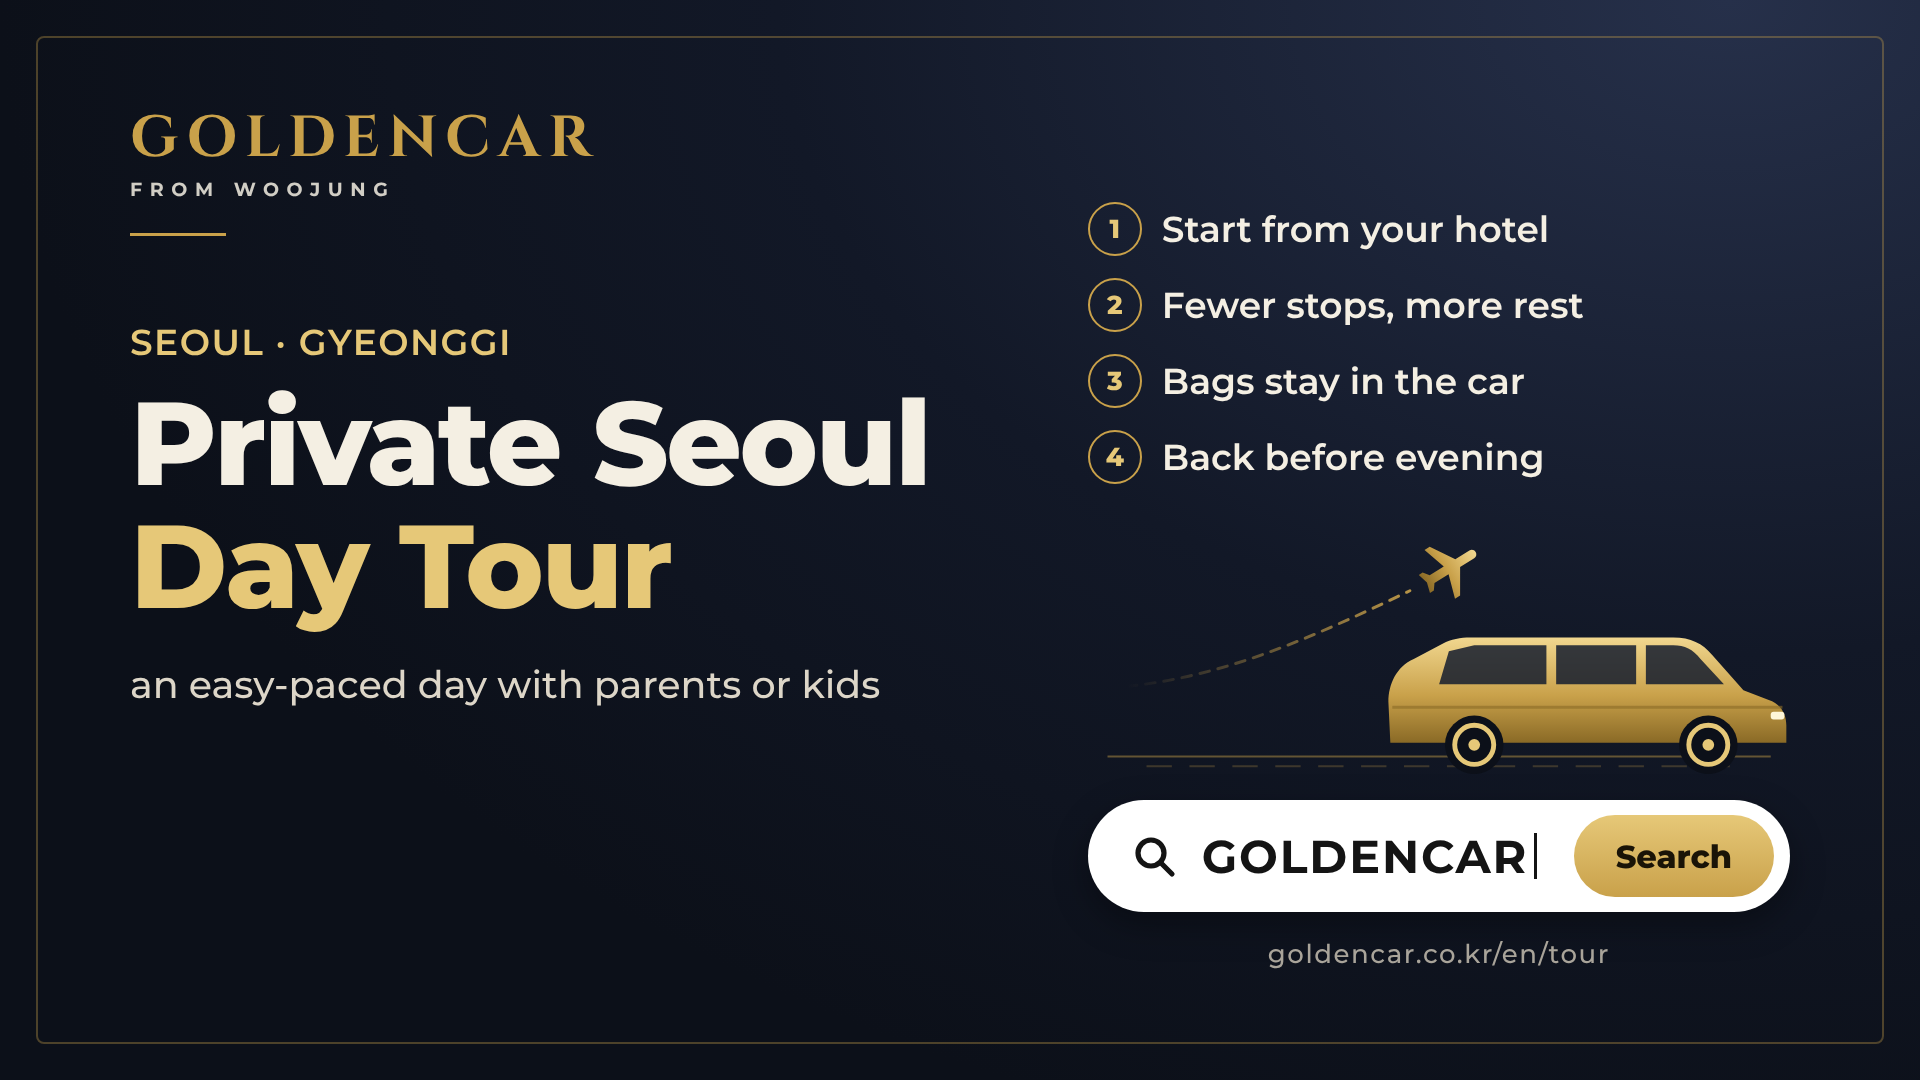 GOLDENCAR
FROM WOOJUNG
SEOUL · GYEONGGI
Private Seoul
Day Tour
an easy-paced day with parents or kids
1 Start from your hotel
2 Fewer stops, more rest
3 Bags stay in the car
4 Back before evening
GOLDENCAR Search
goldencar.co.kr/en/tour